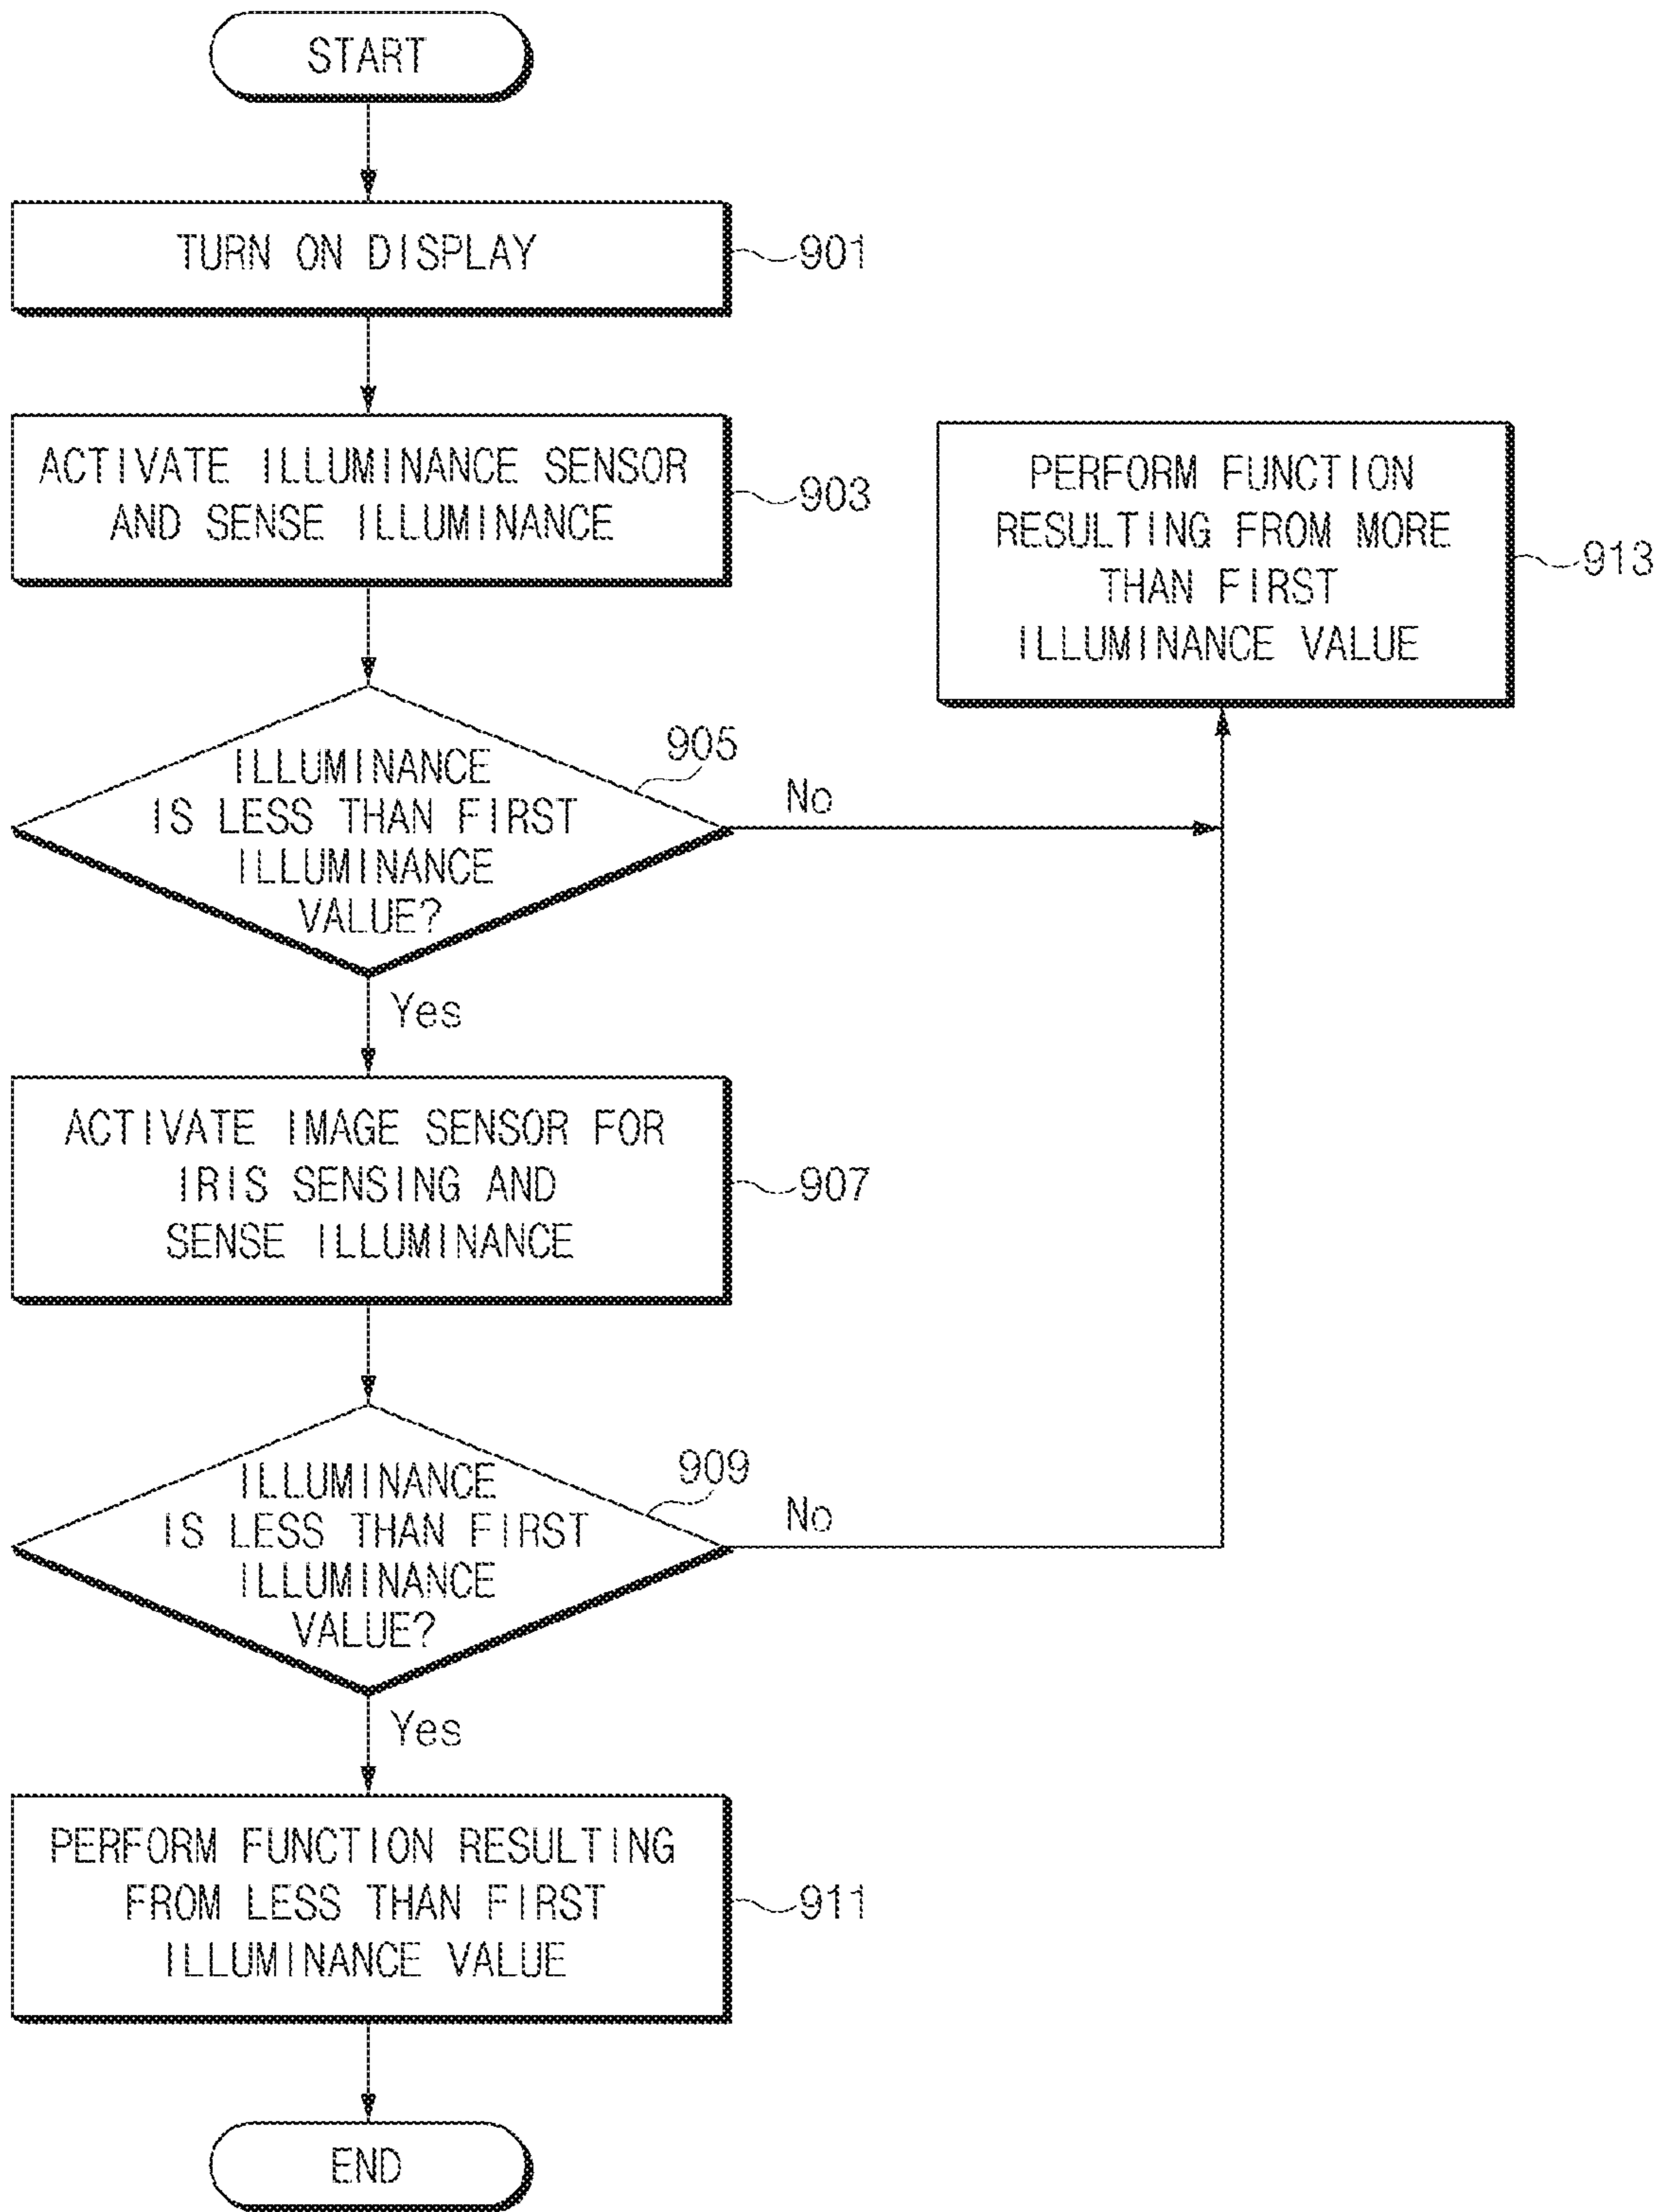 START
TURN ON DISPLAY
901
ACTIVATE ILLUMINANCE SENSOR
AND SENSE ILLUMINANCE
903
PERFORM FUNCTION
RESULTING FROM MORE
THAN FIRST
ILLUMINANCE VALUE
913
905
ILLUMINANCE
IS LESS THAN FIRST
ILLUMINANCE
VALUE?
No
Yes
ACTIVATE IMAGE SENSOR FOR
IRIS SENSING AND
SENSE ILLUMINANCE
907
909
ILLUMINANCE
IS LESS THAN FIRST
ILLUMINANCE
VALUE?
No
Yes
PERFORM FUNCTION RESULTING
FROM LESS THAN FIRST
ILLUMINANCE VALUE
911
END